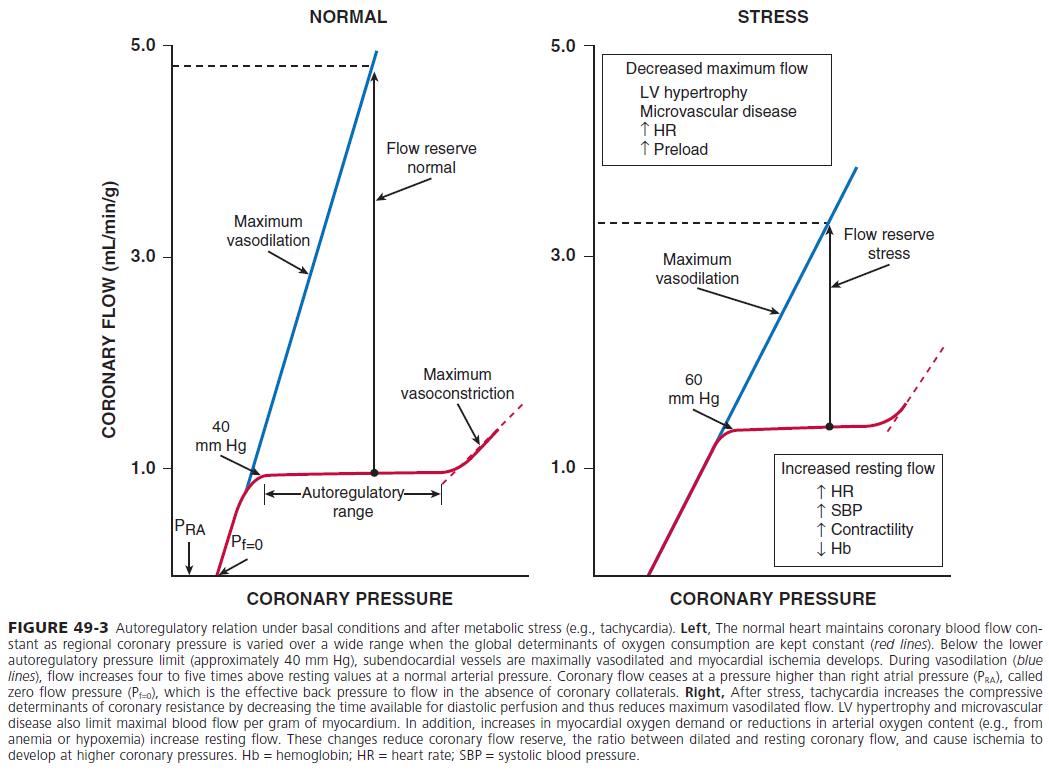 NORMAL
5.0
3.0
1.0
CORONARY FLOW (mL/min/g)
Flow reserve
normal
Maximum
vasodilation
Maximum
vasoconstriction
40
mm Hg
Autoregulatory
range
PRA
Pf=0
CORONARY PRESSURE
STRESS
5.0
3.0
1.0
Decreased maximum flow
LV hypertrophy
Microvascular disease
↑ HR
↑ Preload
Flow reserve
stress
Maximum
vasodilation
60
mm Hg
Increased resting flow
↑ HR
↑ SBP
↑ Contractility
↓ Hb
CORONARY PRESSURE
FIGURE 49-3 Autoregulatory relation under basal conditions and after metabolic stress (e.g., tachycardia). Left, The normal heart maintains coronary blood flow con-
stant as regional coronary pressure is varied over a wide range when the global determinants of oxygen consumption are kept constant (red lines). Below the lower
autoregulatory pressure limit (approximately 40 mm Hg), subendocardial vessels are maximally vasodilated and myocardial ischemia develops. During vasodilation (blue
lines), flow increases four to five times above resting values at a normal arterial pressure. Coronary flow ceases at a pressure higher than right atrial pressure (PRA), called
zero flow pressure (Pf=0), which is the effective back pressure to flow in the absence of coronary collaterals. Right, After stress, tachycardia increases the compressive
determinants of coronary resistance by decreasing the time available for diastolic perfusion and thus reduces maximum vasodilated flow. LV hypertrophy and microvascular
disease also limit maximal blood flow per gram of myocardium. In addition, increases in myocardial oxygen demand or reductions in arterial oxygen content (e.g., from
anemia or hypoxemia) increase resting flow. These changes reduce coronary flow reserve, the ratio between dilated and resting coronary flow, and cause ischemia to
develop at higher coronary pressures. Hb = hemoglobin; HR = heart rate; SBP = systolic blood pressure.